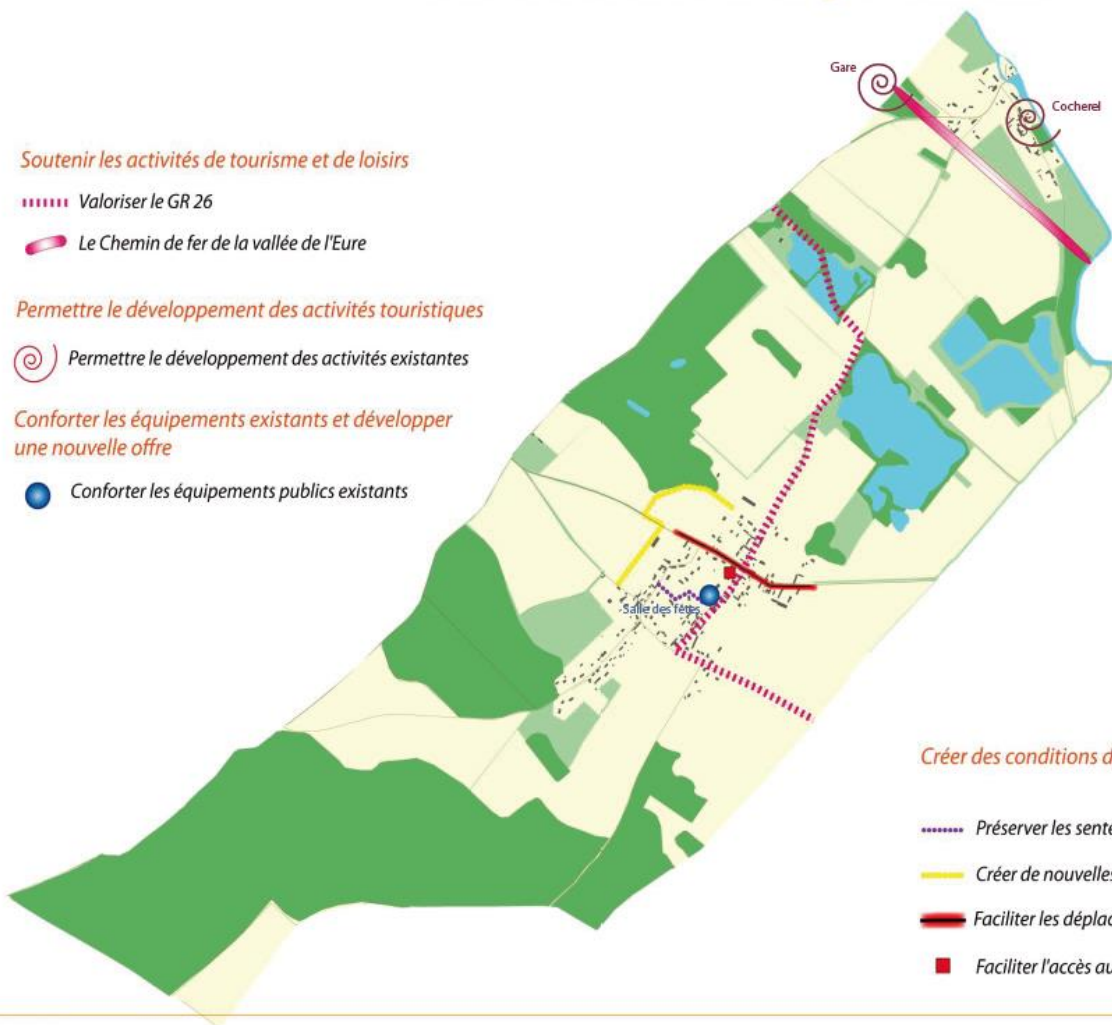 Gare
Cocherel
Soutenir les activités de tourisme et de loisirs
Valoriser le GR 26
Le Chemin de fer de la vallée de l'Eure
Permettre le développement des activités touristiques
Permettre le développement des activités existantes
Conforter les équipements existants et développer
une nouvelle offre
Conforter les équipements publics existants
Salle des fêtes
Créer des conditions d
Préserver les sente
Créer de nouvelles
Faciliter les déplac
Faciliter l'accès au